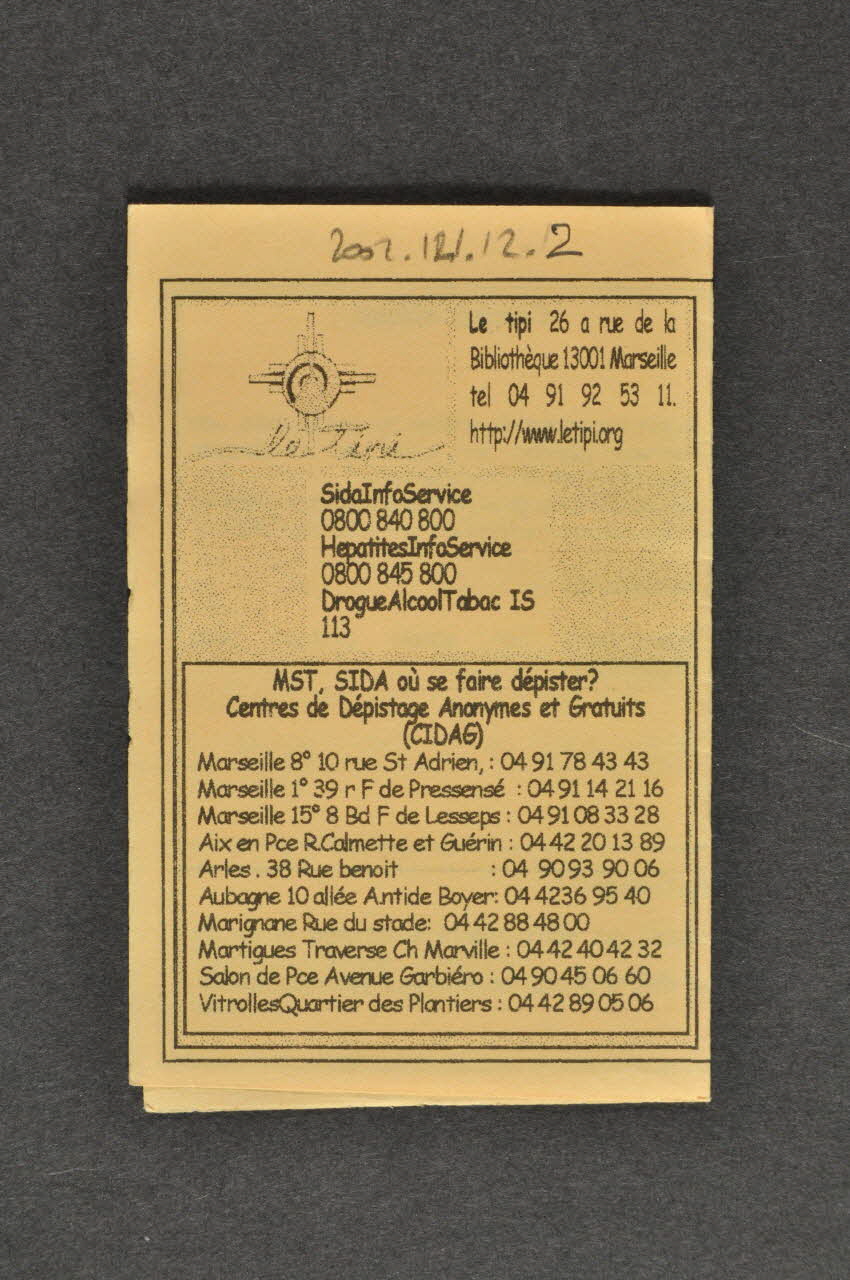 2002.121.12.2
Le tipi 26 a rue de la
Bibliothèque 13001 Marseille
tel 04 91 92 53 11.
http://www.letipi.org
le Tipi
SidaInfoService
0800 840 800
HepatitesInfoService
0800 845 800
DrogueAlcoolTabac IS
113
MST, SIDA où se faire dépister?
Centres de Dépistage Anonymes et Gratuits
(CIDAG)
Marseille 8° 10 rue St Adrien, : 04 91 78 43 43
Marseille 1° 39 r F de Pressensé : 04 91 14 21 16
Marseille 15° 8 Bd F de Lesseps : 04 91 08 33 28
Aix en Pce R.Calmette et Guérin : 04 42 20 13 89
Arles . 38 Rue benoit : 04 9093 90 06
Aubagne 10 allée Antide Boyer: 04 4236 95 40
Marignane Rue du stade: 04 42 88 48 00
Martigues Traverse Ch Marville : 04 42 40 42 32
Salon de Pce Avenue Garbiéro : 04 90 45 06 60
VitrollesQuartier des Plantiers : 04 42 89 05 06